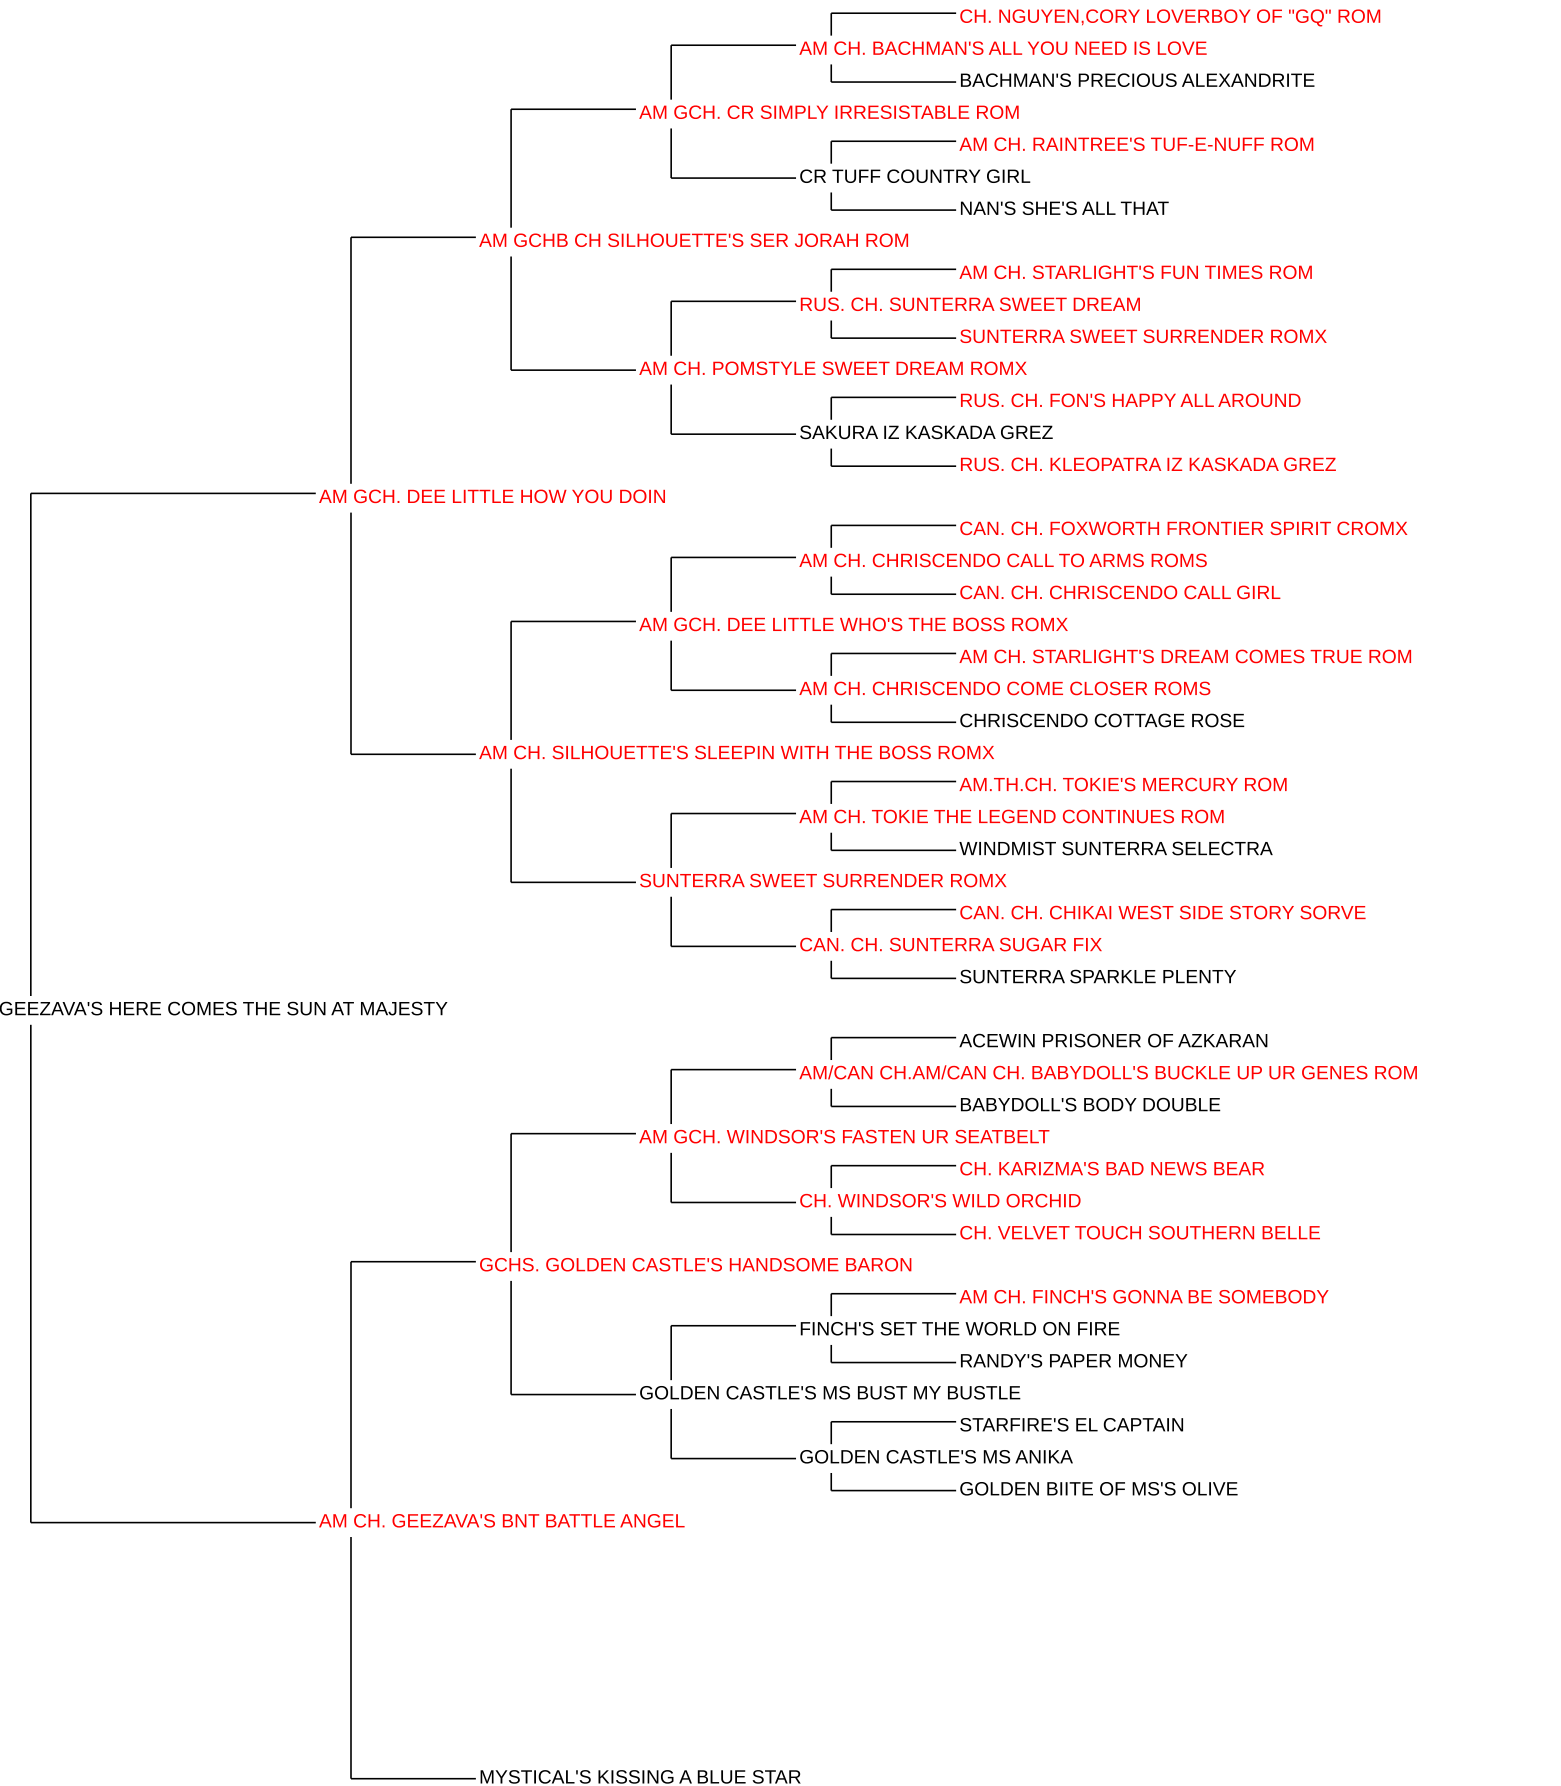 CH. NGUYEN,CORY LOVERBOY OF "GQ" ROM
AM CH. BACHMAN'S ALL YOU NEED IS LOVE
BACHMAN'S PRECIOUS ALEXANDRITE
AM GCH. CR SIMPLY IRRESISTABLE ROM
AM CH. RAINTREE'S TUF-E-NUFF ROM
CR TUFF COUNTRY GIRL
NAN'S SHE'S ALL THAT
AM GCHB CH SILHOUETTE'S SER JORAH ROM
AM CH. STARLIGHT'S FUN TIMES ROM
RUS. CH. SUNTERRA SWEET DREAM
SUNTERRA SWEET SURRENDER ROMX
AM CH. POMSTYLE SWEET DREAM ROMX
RUS. CH. FON'S HAPPY ALL AROUND
SAKURA IZ KASKADA GREZ
RUS. CH. KLEOPATRA IZ KASKADA GREZ
AM GCH. DEE LITTLE HOW YOU DOIN
CAN. CH. FOXWORTH FRONTIER SPIRIT CROMX
AM CH. CHRISCENDO CALL TO ARMS ROMS
CAN. CH. CHRISCENDO CALL GIRL
AM GCH. DEE LITTLE WHO'S THE BOSS ROMX
AM CH. STARLIGHT'S DREAM COMES TRUE ROM
AM CH. CHRISCENDO COME CLOSER ROMS
CHRISCENDO COTTAGE ROSE
AM CH. SILHOUETTE'S SLEEPIN WITH THE BOSS ROMX
AM.TH.CH. TOKIE'S MERCURY ROM
AM CH. TOKIE THE LEGEND CONTINUES ROM
WINDMIST SUNTERRA SELECTRA
SUNTERRA SWEET SURRENDER ROMX
CAN. CH. CHIKAI WEST SIDE STORY SORVE
CAN. CH. SUNTERRA SUGAR FIX
SUNTERRA SPARKLE PLENTY
GEEZAVA'S HERE COMES THE SUN AT MAJESTY
ACEWIN PRISONER OF AZKARAN
AM/CAN CH.AM/CAN CH. BABYDOLL'S BUCKLE UP UR GENES ROM
BABYDOLL'S BODY DOUBLE
AM GCH. WINDSOR'S FASTEN UR SEATBELT
CH. KARIZMA'S BAD NEWS BEAR
CH. WINDSOR'S WILD ORCHID
CH. VELVET TOUCH SOUTHERN BELLE
GCHS. GOLDEN CASTLE'S HANDSOME BARON
AM CH. FINCH'S GONNA BE SOMEBODY
FINCH'S SET THE WORLD ON FIRE
RANDY'S PAPER MONEY
GOLDEN CASTLE'S MS BUST MY BUSTLE
STARFIRE'S EL CAPTAIN
GOLDEN CASTLE'S MS ANIKA
GOLDEN BIITE OF MS'S OLIVE
AM CH. GEEZAVA'S BNT BATTLE ANGEL
MYSTICAL'S KISSING A BLUE STAR